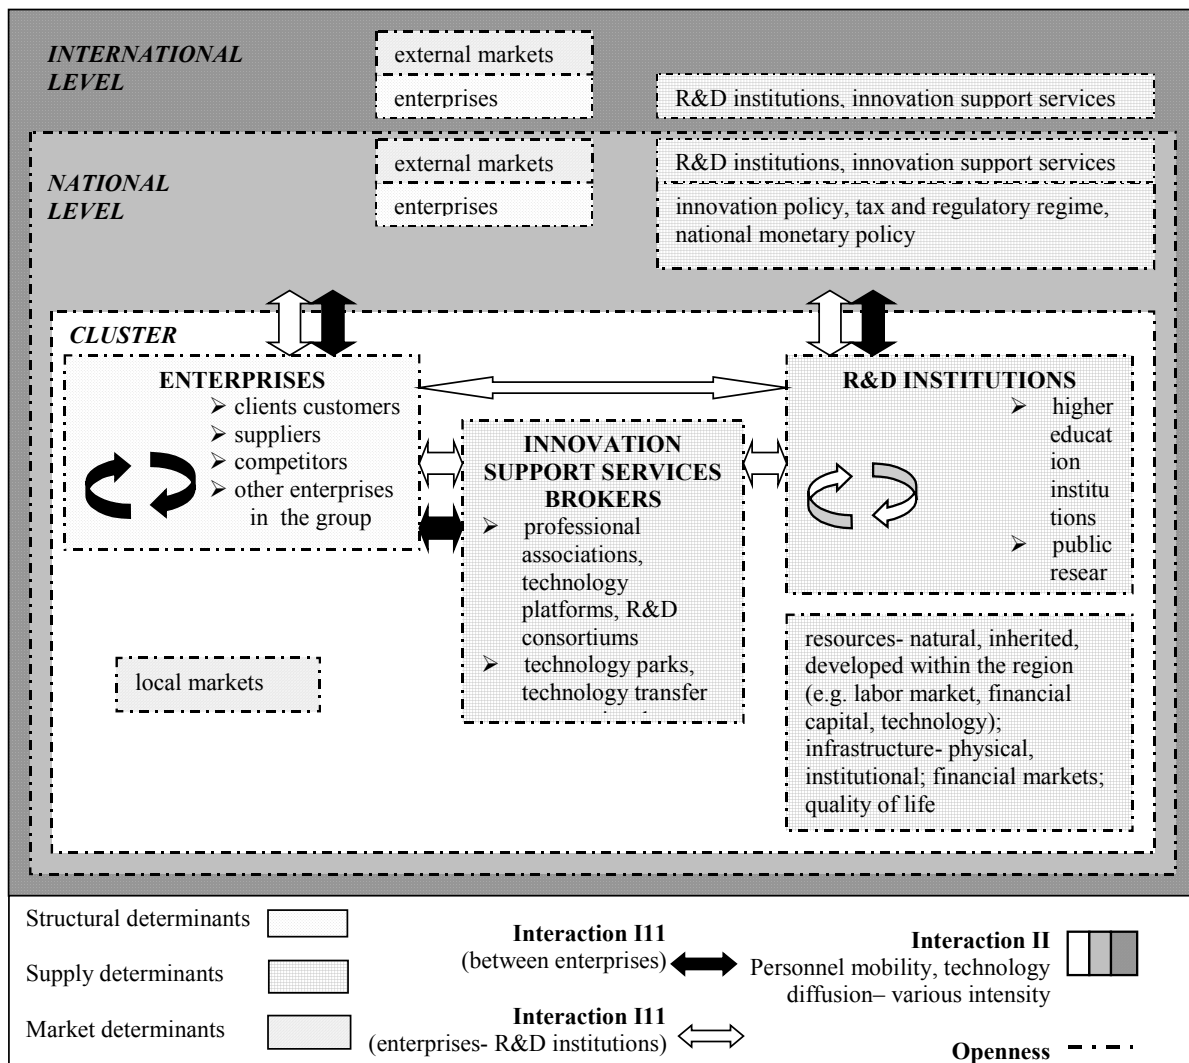 INTERNATIONAL
LEVEL
external markets
enterprises
R&D institutions, innovation support services
NATIONAL
LEVEL
external markets
enterprises
R&D institutions, innovation support services
innovation policy, tax and regulatory regime,
national monetary policy
CLUSTER
ENTERPRISES
➢ clients customers
➢ suppliers
➢ competitors
➢ other enterprises
in the group
INNOVATION
SUPPORT SERVICES
BROKERS
➢ professional
associations,
technology
platforms, R&D
consortiums
➢ technology parks,
technology transfer
R&D INSTITUTIONS
➢ higher
educat
ion
institu
tions
➢ public
resear
local markets
resources- natural, inherited,
developed within the region
(e.g. labor market, financial
capital, technology);
infrastructure- physical,
institutional; financial markets;
quality of life
Structural determinants
Supply determinants
Market determinants
Interaction I11
(between enterprises)
Interaction I11
(enterprises- R&D institutions)
Interaction II
Personnel mobility, technology
diffusion– various intensity
Openness